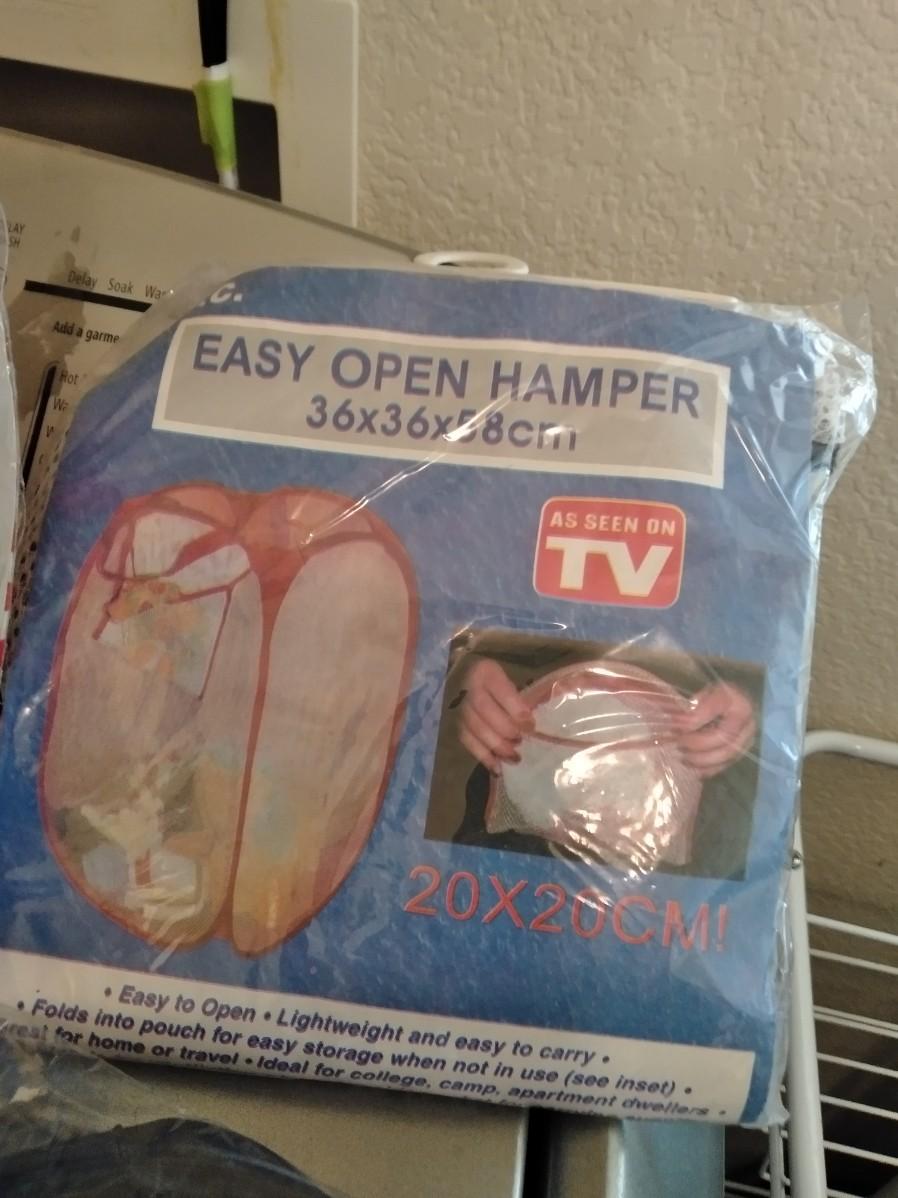 Delay Soak
Add a
Hot
EASY OPEN HAMPER
36x36x58cm
AS SEEN ON
TV
20X20CM!
• Easy to Open • Lightweight and easy to carry •
• Folds into pouch for easy storage when not in use (see inset) •
for home or travel • Ideal for college, camp, apartment dwellers •